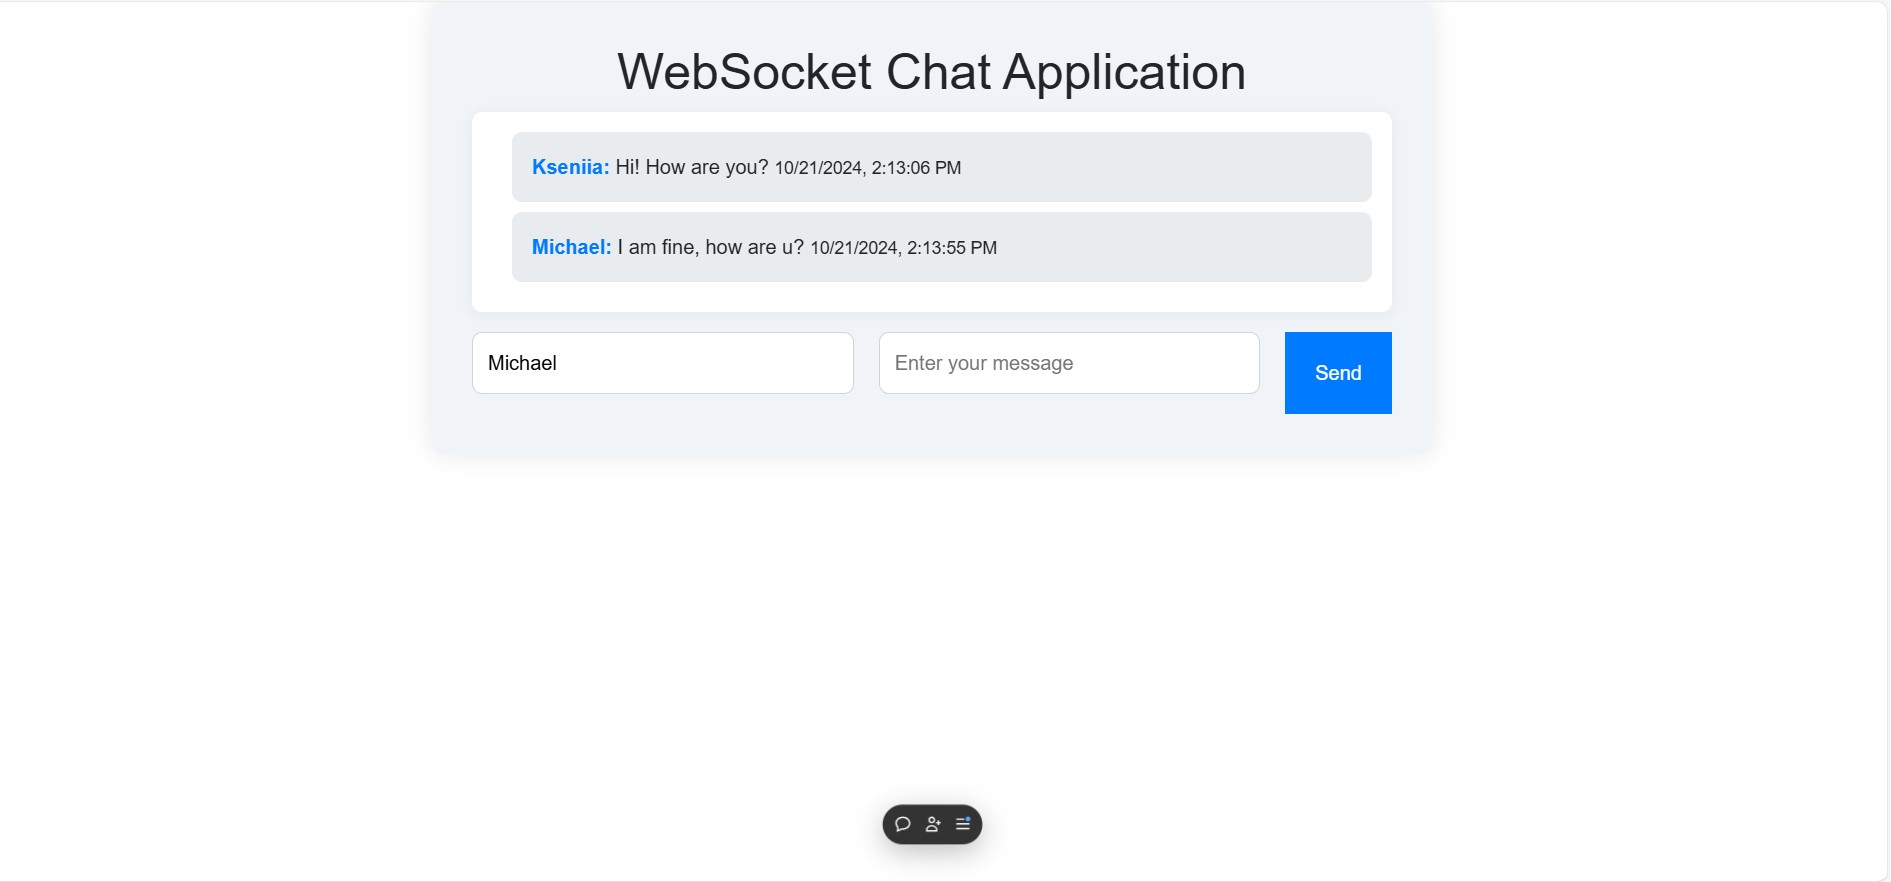 WebSocket Chat Application
Kseniia: Hi! How are you? 10/21/2024, 2:13:06 PM
Michael: I am fine, how are u? 10/21/2024, 2:13:55 PM
Michael
Enter your message
Send